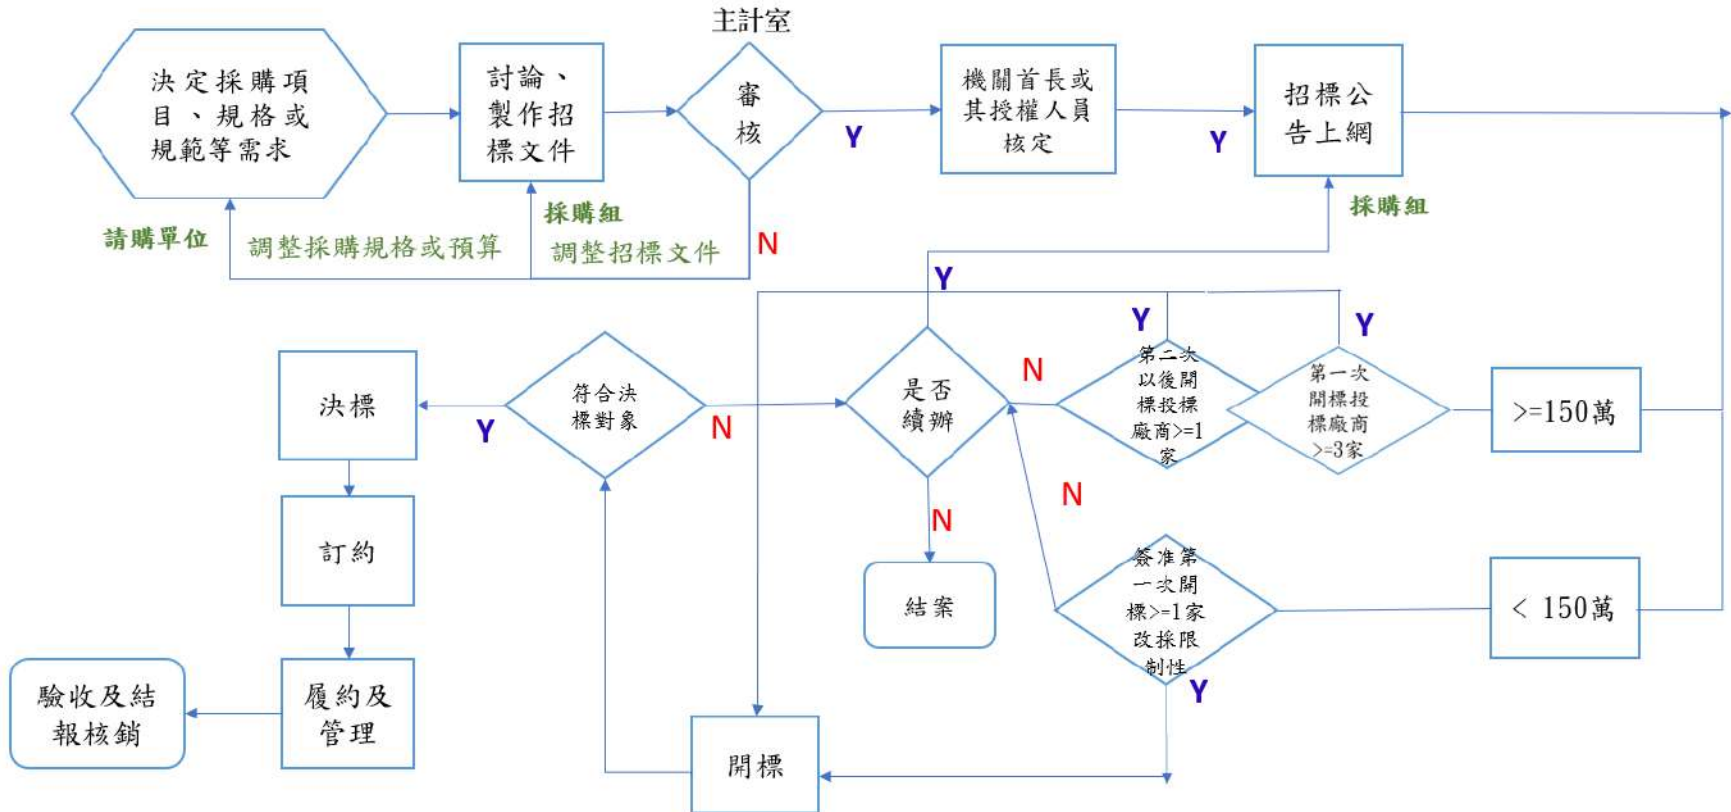 主計室
決定採購項
目、規格或
規範等需求
討論、
製作招
標文件
審
核
Y
機關首長或
其授權人員
核定
Y
招標公
告上網
請購單位
調整採購規格或預算
採購組
調整招標文件
N
採購組
Y
決標
Y
符合決
標對象
N
是否
續辦
N
Y
第二次
以後開
標投標
廠商>=1
家
Y
第一次
開標投
標廠商
>=3家
>=150萬
N
N
訂約
結案
簽准第
一次開
標>=1家
改採限
制性
Y
< 150萬
驗收及結
報核銷
履約及
管理
開標